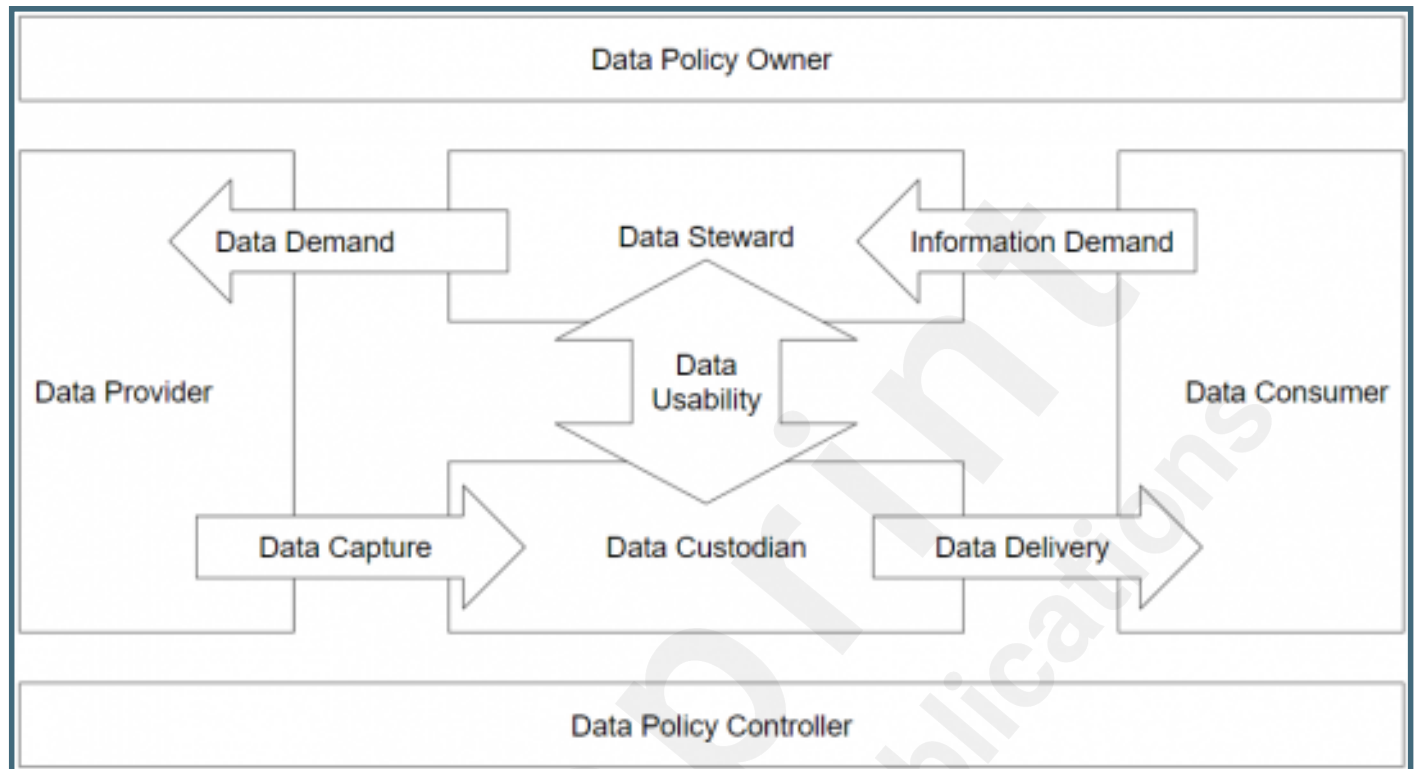 Data Policy Owner
Data Demand
Data Steward
Information Demand
Data
Usability
Data Provider
Data Consumer
Data Capture
Data Custodian
Data Delivery
Data Policy Controller